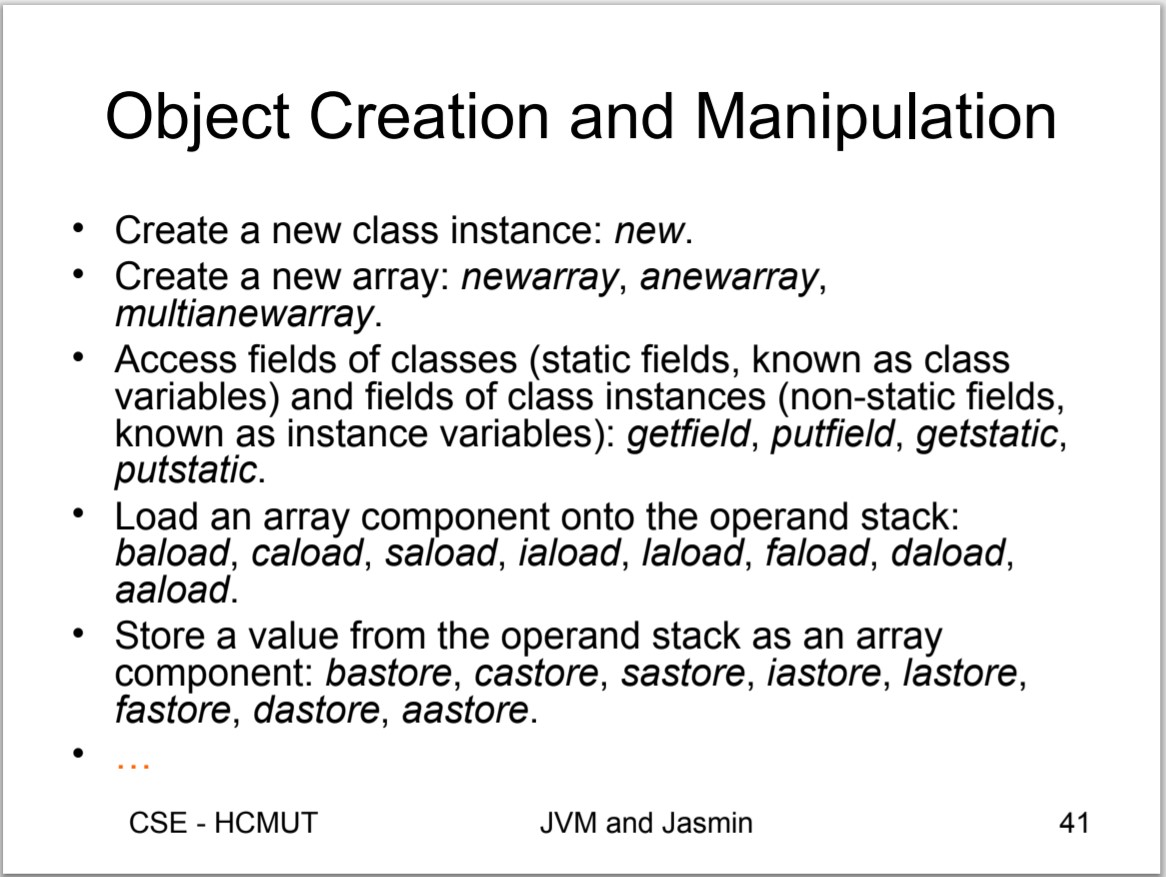 Object Creation and Manipulation
• Create a new class instance: new.
• Create a new array: newarray, anewarray,
multianewarray.
• Access fields of classes (static fields, known as class
variables) and fields of class instances (non-static fields,
known as instance variables): getfield, putfield, getstatic,
putstatic.
• Load an array component onto the operand stack:
baload, caload, saload, iaload, laload, faload, daload,
aaload.
• Store a value from the operand stack as an array
component: bastore, castore, sastore, iastore, lastore,
fastore, dastore, aastore.
• …
CSE - HCMUT JVM and Jasmin 41